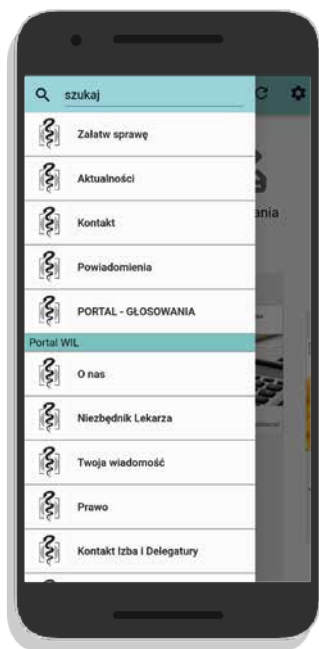 szukaj
Załatw sprawę
Aktualności
Kontakt
Powiadomienia
PORTAL - GŁOSOWANIA
Portal WIL
O nas
Niezbędnik Lekarza
Twoja wiadomość
Prawo
Kontakt Izba i Delegatury